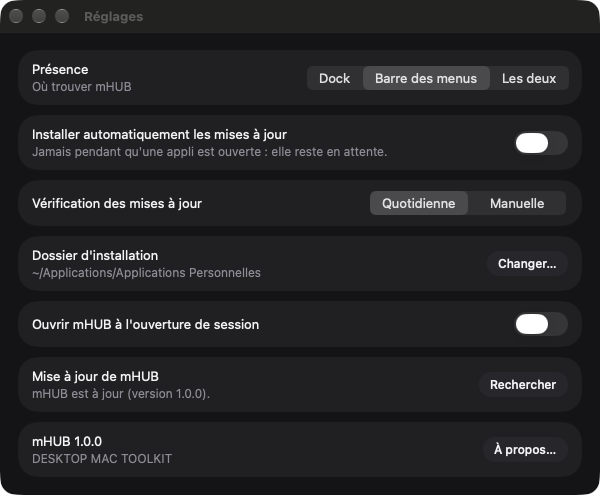 Réglages
Présence
Où trouver mHUB
Dock
Barre des menus
Les deux
Installer automatiquement les mises à jour
Jamais pendant qu'une appli est ouverte : elle reste en attente.
Vérification des mises à jour
Quotidienne
Manuelle
Dossier d'installation
~/Applications/Applications Personnelles
Changer...
Ouvrir mHUB à l'ouverture de session
Mise à jour de mHUB
mHUB est à jour (version 1.0.0).
Rechercher
mHUB 1.0.0
DESKTOP MAC TOOLKIT
À propos...